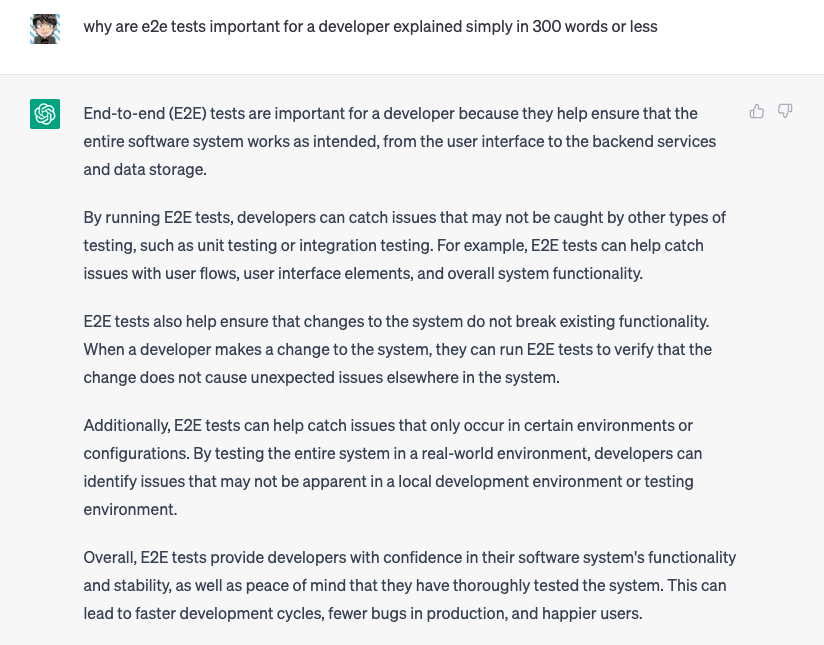 why are e2e tests important for a developer explained simply in 300 words or less
End-to-end (E2E) tests are important for a developer because they help ensure that the
entire software system works as intended, from the user interface to the backend services
and data storage.
By running E2E tests, developers can catch issues that may not be caught by other types of
testing, such as unit testing or integration testing. For example, E2E tests can help catch
issues with user flows, user interface elements, and overall system functionality.
E2E tests also help ensure that changes to the system do not break existing functionality.
When a developer makes a change to the system, they can run E2E tests to verify that the
change does not cause unexpected issues elsewhere in the system.
Additionally, E2E tests can help catch issues that only occur in certain environments or
configurations. By testing the entire system in a real-world environment, developers can
identify issues that may not be apparent in a local development environment or testing
environment.
Overall, E2E tests provide developers with confidence in their software system's functionality
and stability, as well as peace of mind that they have thoroughly tested the system. This can
lead to faster development cycles, fewer bugs in production, and happier users.